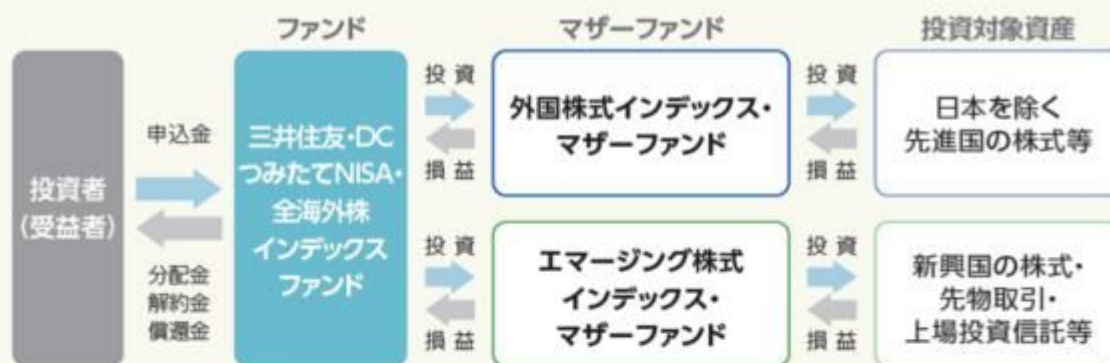 ファンド
マザーファンド
投資対象資産
投資者
(受益者)
申込金
分配金
解約金
償還金
三井住友・DC
つみたてNISA・
全海外株
インデックス
ファンド
投資
損益
外国株式インデックス・
マザーファンド
投資
損益
日本を除く
先進国の株式等
投資
損益
エマージング株式
インデックス・
マザーファンド
投資
損益
新興国の株式・
先物取引・
上場投資信託等